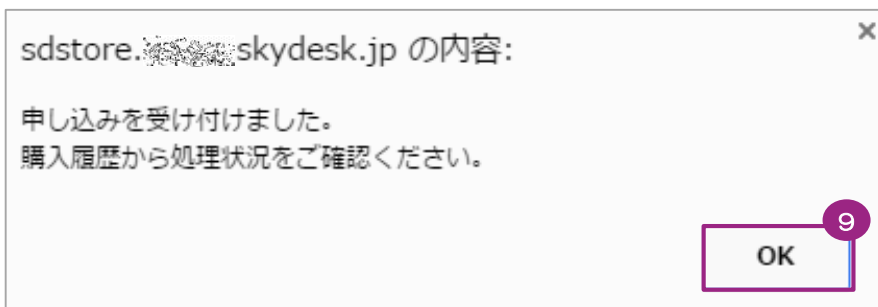 sdstore. skydesk.jp の内容:
×
申し込みを受け付けました。
購入履歴から処理状況をご確認ください。
9
OK